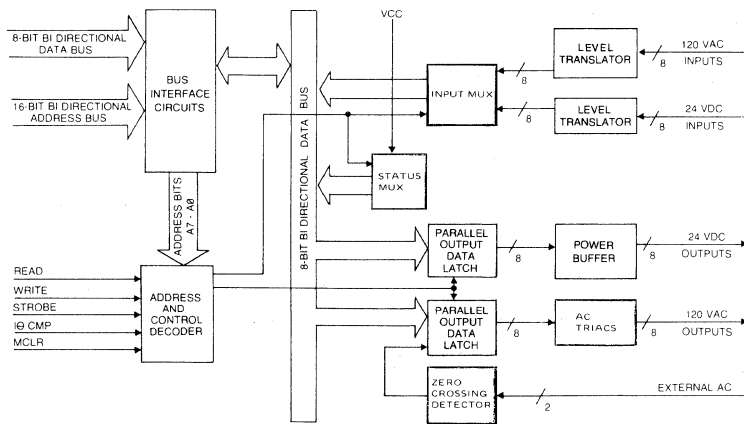 8-BIT BI DIRECTIONAL
DATA BUS
16-BIT BI DIRECTIONAL
ADDRESS BUS
BUS
INTERFACE
CIRCUITS
ADDRESS BITS
A7 - A0
READ
WRITE
STROBE
IO CMP
MCLR
ADDRESS
AND
CONTROL
DECODER
8-BIT BI DIRECTIONAL DATA BUS
VCC
INPUT MUX
STATUS
MUX
8
8
LEVEL
TRANSLATOR
8
120 VAC
INPUTS
LEVEL
TRANSLATOR
8
24 VDC
INPUTS
PARALLEL
OUTPUT
DATA
LATCH
8
POWER
BUFFER
8
24 VDC
OUTPUTS
PARALLEL
OUTPUT
DATA
LATCH
8
AC
TRIACS
8
120 VAC
OUTPUTS
ZERO
CROSSING
DETECTOR
2
EXTERNAL AC